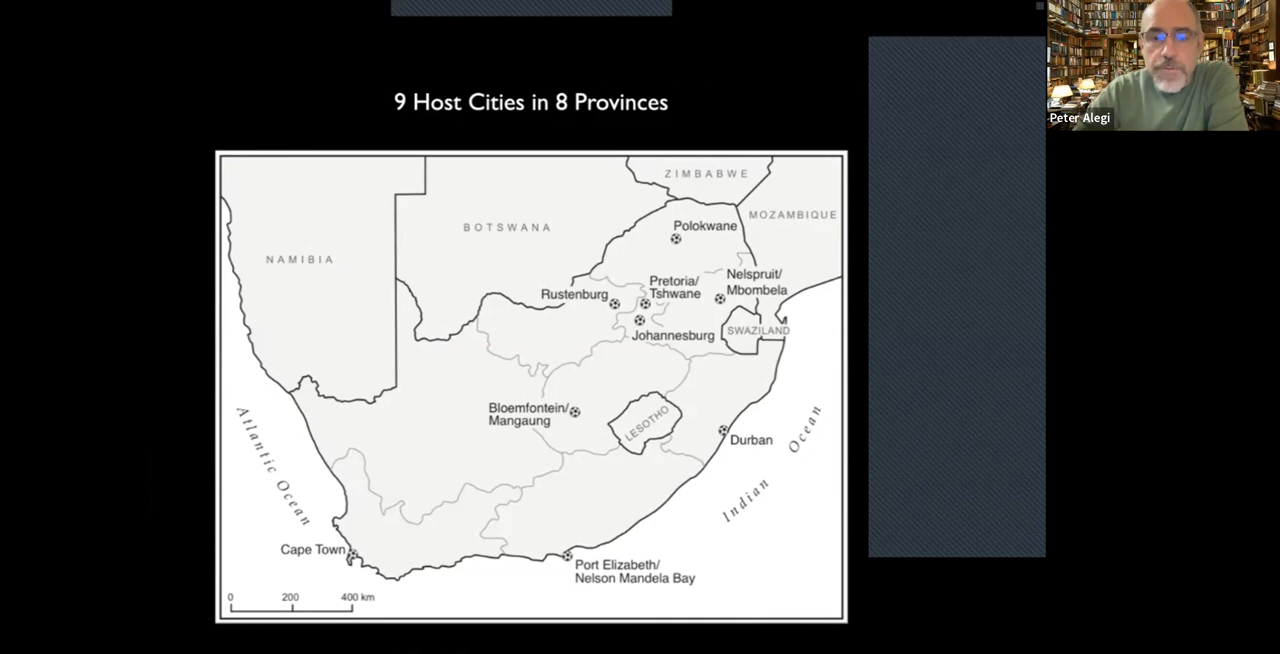 Peter Alegi
9 Host Cities in 8 Provinces
ZIMBABWE
MOZAMBIQUE
BOTSWANA
NAMIBIA
Polokwane
Pretoria/
Tshwane
Nelspruit/
Mbombela
Rustenburg
Johannesburg
SWAZILAND
Bloemfontein/
Mangaung
LESOTHO
Durban
Atlantic Ocean
Indian Ocean
Cape Town
Port Elizabeth/
Nelson Mandela Bay
0 200 400 km